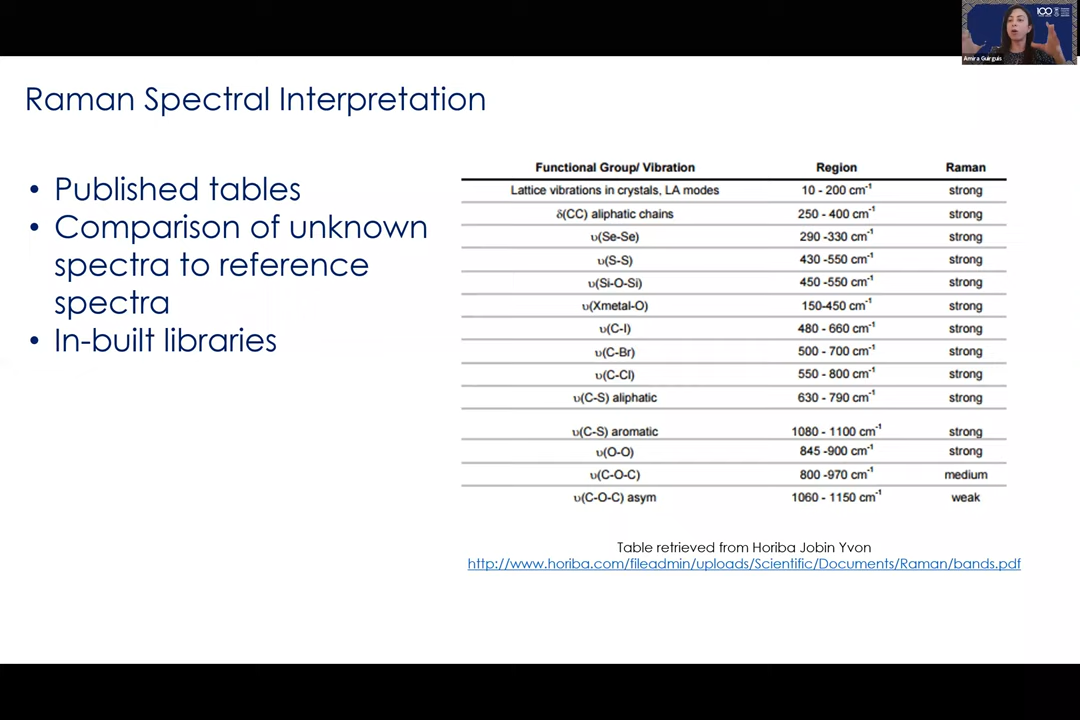 100
Amira Guirguis
Raman Spectral Interpretation
• Published tables
• Comparison of unknown
spectra to reference
spectra
• In-built libraries
Functional Group/ Vibration Region Raman
Lattice vibrations in crystals, LA modes 10 - 200 cm⁻¹ strong
δ(CC) aliphatic chains 250 - 400 cm⁻¹ strong
υ(Se-Se) 290 -330 cm⁻¹ strong
υ(S-S) 430 -550 cm⁻¹ strong
υ(Si-O-Si) 450 -550 cm⁻¹ strong
υ(Xmetal-O) 150-450 cm⁻¹ strong
υ(C-I) 480 - 660 cm⁻¹ strong
υ(C-Br) 500 - 700 cm⁻¹ strong
υ(C-Cl) 550 - 800 cm⁻¹ strong
υ(C-S) aliphatic 630 - 790 cm⁻¹ strong
υ(C-S) aromatic 1080 - 1100 cm⁻¹ strong
υ(O-O) 845 -900 cm⁻¹ strong
υ(C-O-C) 800 -970 cm⁻¹ medium
υ(C-O-C) asym 1060 - 1150 cm⁻¹ weak
Table retrieved from Horiba Jobin Yvon
http://www.horiba.com/fileadmin/uploads/Scientific/Documents/Raman/bands.pdf